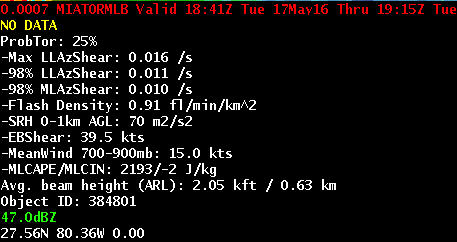 0.0007 MIATORMLB Valid 18:41Z Tue 17May16 Thru 19:15Z Tue
NO DATA
ProbTor: 25%
-Max LLAzShear: 0.016 /s
-98% LLAzShear: 0.011 /s
-98% MLAzShear: 0.010 /s
-Flash Density: 0.91 fl/min/km^2
-SRH 0-1km AGL: 70 m2/s2
-EBShear: 39.5 kts
-MeanWind 700-900mb: 15.0 kts
-MLCAPE/MLCIN: 2193/-2 J/kg
Avg. beam height (ARL): 2.05 kft / 0.63 km
Object ID: 384801
47.0dBZ
27.56N 80.36W 0.00